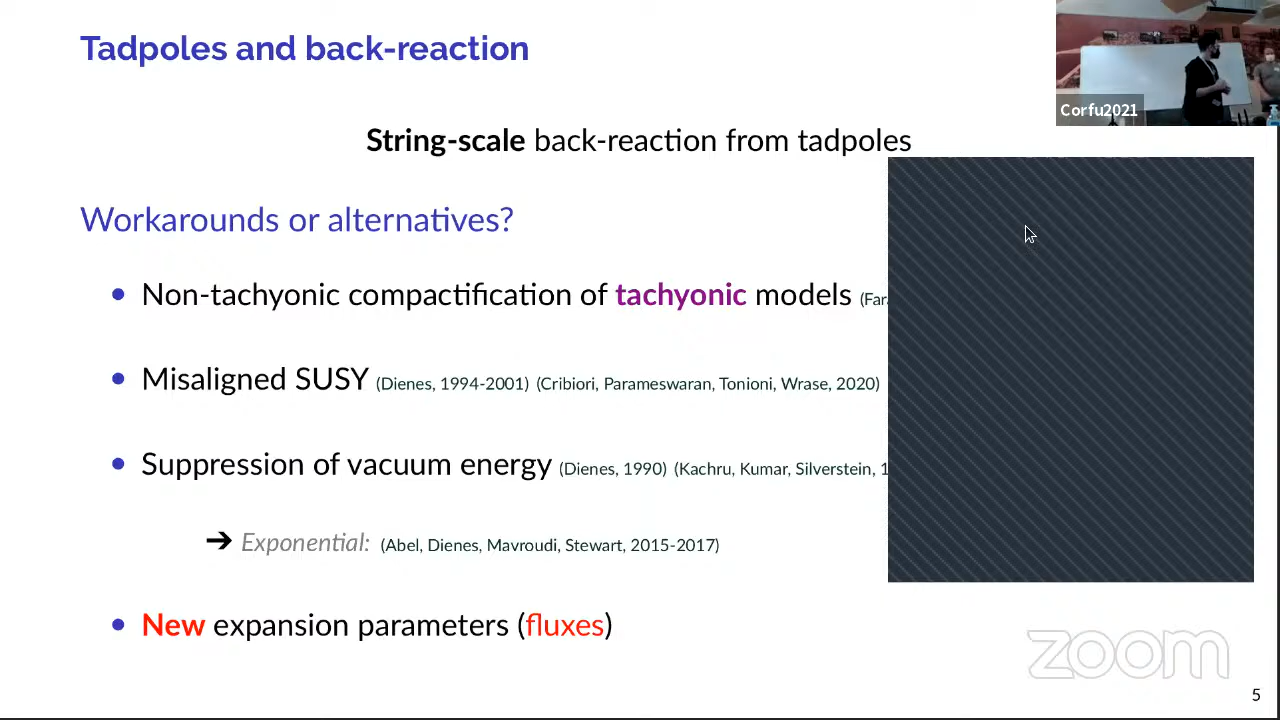 Tadpoles and back-reaction
Corfu2021
String-scale back-reaction from tadpoles
Workarounds or alternatives?
• Non-tachyonic compactification of tachyonic models
• Misaligned SUSY (Dienes, 1994-2001) (Cribiori, Parameswaran, Tonioni, Wrase, 2020)
• Suppression of vacuum energy (Dienes, 1990) (Kachru, Kumar, Silverstein,
➔ Exponential: (Abel, Dienes, Mavroudi, Stewart, 2015-2017)
• New expansion parameters (fluxes)
zoom
5